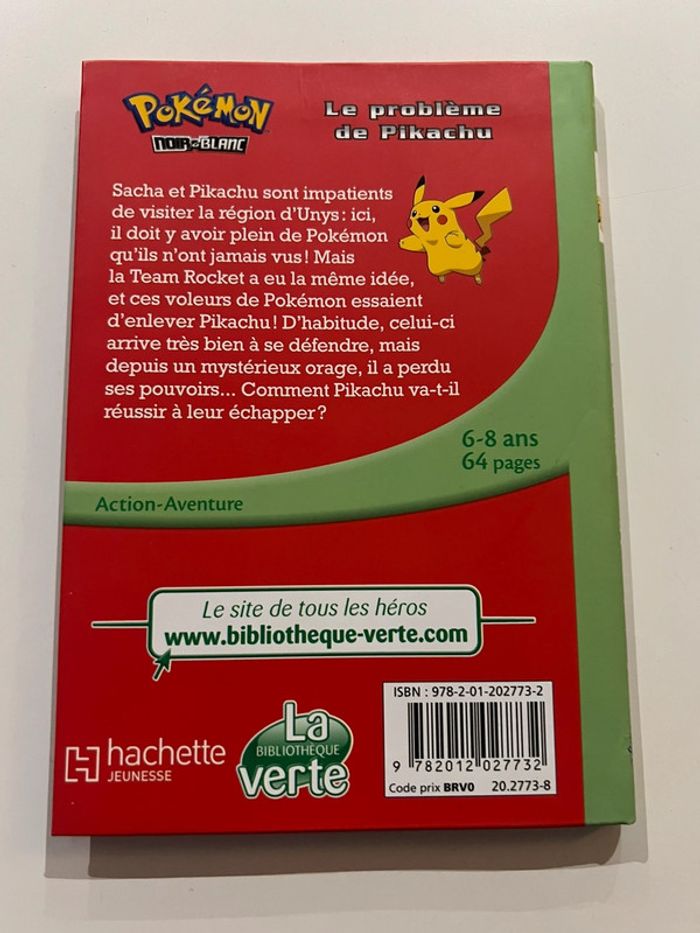 POKéMON
NOIR & BLANC
Le problème
de Pikachu
Sacha et Pikachu sont impatients
de visiter la région d'Unys : ici,
il doit y avoir plein de Pokémon
qu'ils n'ont jamais vus ! Mais
la Team Rocket a eu la même idée,
et ces voleurs de Pokémon essaient
d'enlever Pikachu ! D'habitude, celui-ci
arrive très bien à se défendre, mais
depuis un mystérieux orage, il a perdu
ses pouvoirs... Comment Pikachu va-t-il
réussir à leur échapper ?
6-8 ans
64 pages
Action-Aventure
Le site de tous les héros
www.bibliotheque-verte.com
hachette
JEUNESSE
La
BIBLIOTHÈQUE
verte
ISBN : 978-2-01-202773-2
9 782012 027732
Code prix BRV0 20.2773-8